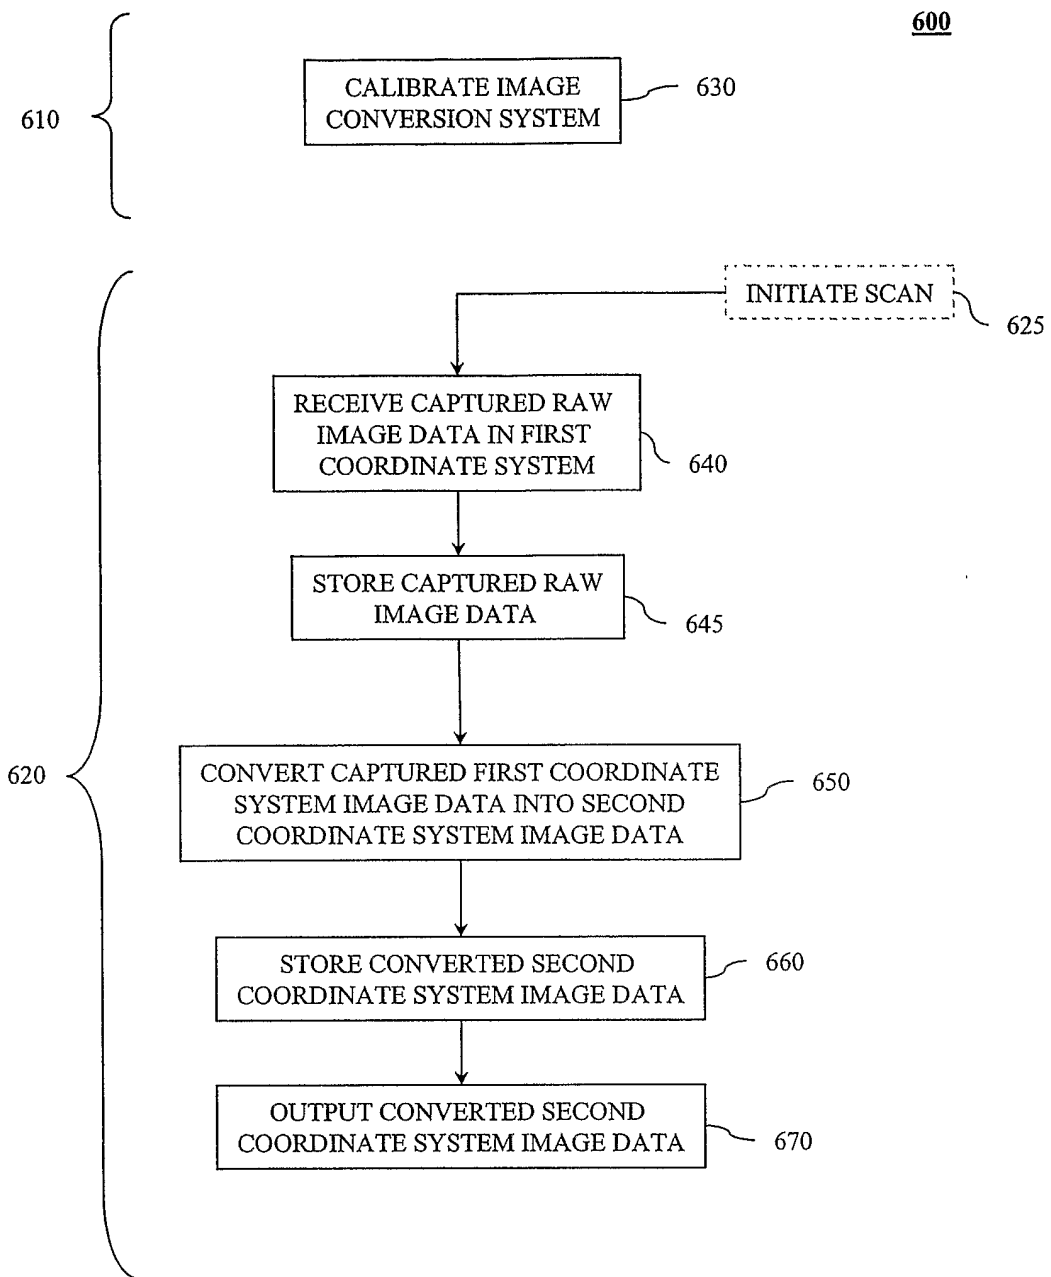 600
CALIBRATE IMAGE
CONVERSION SYSTEM
630
610
INITIATE SCAN
625
RECEIVE CAPTURED RAW
IMAGE DATA IN FIRST
COORDINATE SYSTEM
640
STORE CAPTURED RAW
IMAGE DATA
645
620
CONVERT CAPTURED FIRST COORDINATE
SYSTEM IMAGE DATA INTO SECOND
COORDINATE SYSTEM IMAGE DATA
650
STORE CONVERTED SECOND
COORDINATE SYSTEM IMAGE DATA
660
OUTPUT CONVERTED SECOND
COORDINATE SYSTEM IMAGE DATA
670